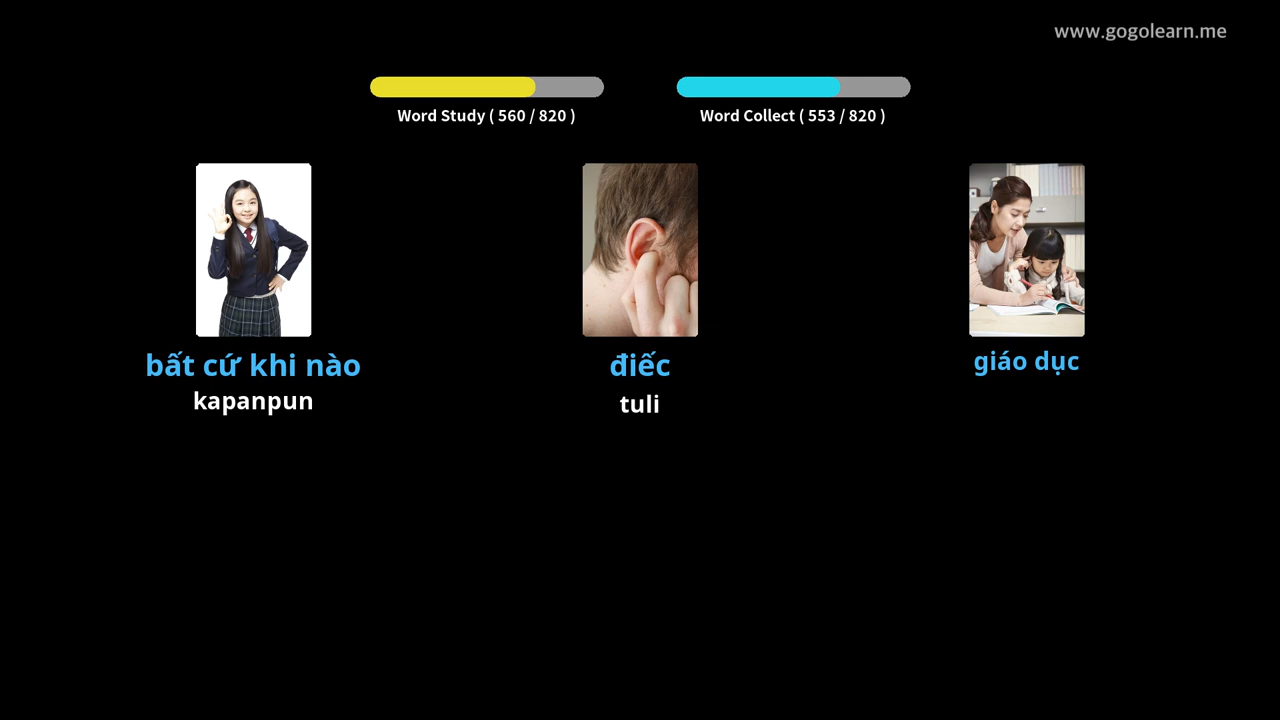 www.gogolearn.me
Word Study ( 560 / 820 )
Word Collect ( 553 / 820 )
bất cứ khi nào
kapanpun
điếc
tuli
giáo dục